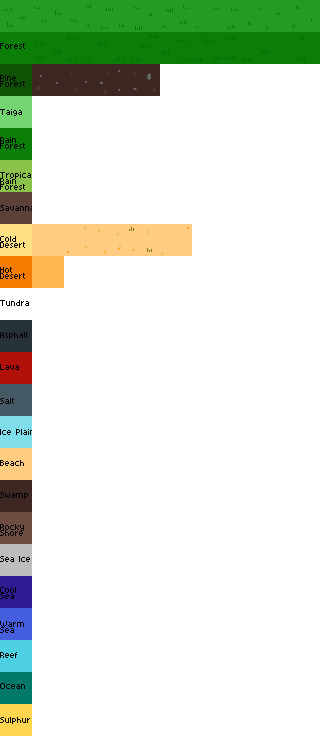 Forest
Pine
Forest
Taiga
Rain
Forest
Tropica
Rain
Forest
Savanna
Cold
Desert
Hot
Desert
Tundra
Asphalt
Lava
Salt
Ice Plain
Beach
Swamp
Rocky
Shore
Sea Ice
Cool
Sea
Warm
Sea
Reef
Ocean
Sulphur